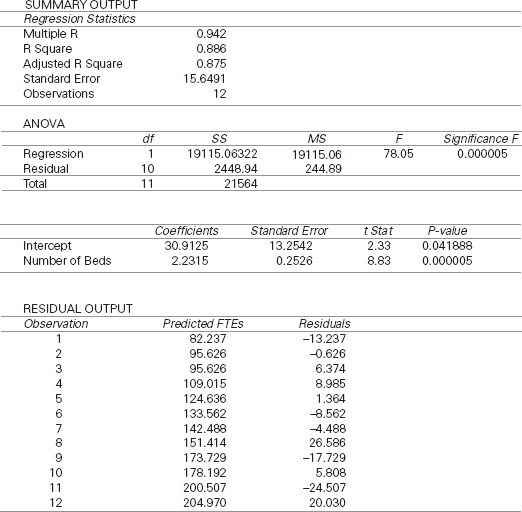 SUMMARY OUTPUT
Regression Statistics
Multiple R 0.942
R Square 0.886
Adjusted R Square 0.875
Standard Error 15.6491
Observations 12
ANOVA
df SS MS F Significance F
Regression 1 19115.06322 19115.06 78.05 0.000005
Residual 10 2448.94 244.89
Total 11 21564
Coefficients Standard Error t Stat P-value
Intercept 30.9125 13.2542 2.33 0.041888
Number of Beds 2.2315 0.2526 8.83 0.000005
RESIDUAL OUTPUT
Observation Predicted FTEs Residuals
1 82.237 –13.237
2 95.626 –0.626
3 95.626 6.374
4 109.015 8.985
5 124.636 1.364
6 133.562 –8.562
7 142.488 –4.488
8 151.414 26.586
9 173.729 –17.729
10 178.192 5.808
11 200.507 –24.507
12 204.970 20.030